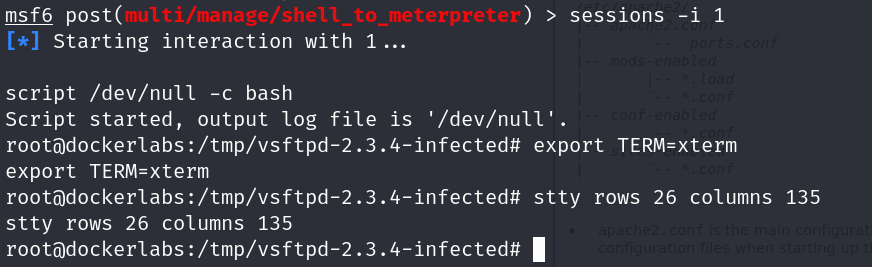 msf6 post(multi/manage/shell_to_meterpreter) > sessions -i 1
[*] Starting interaction with 1...
script /dev/null -c bash
Script started, output log file is '/dev/null'.
root@dockerlabs:/tmp/vsftpd-2.3.4-infected# export TERM=xterm
export TERM=xterm
root@dockerlabs:/tmp/vsftpd-2.3.4-infected# stty rows 26 columns 135
stty rows 26 columns 135
root@dockerlabs:/tmp/vsftpd-2.3.4-infected#
/etc/apache2/
|-- apache2.conf
| `-- ports.conf
|-- mods-enabled
| |-- *.load
| `-- *.conf
|-- conf-enabled
| `-- *.conf
`-- *.conf
• apache2.conf is the main configurat
configuration files when starting up th